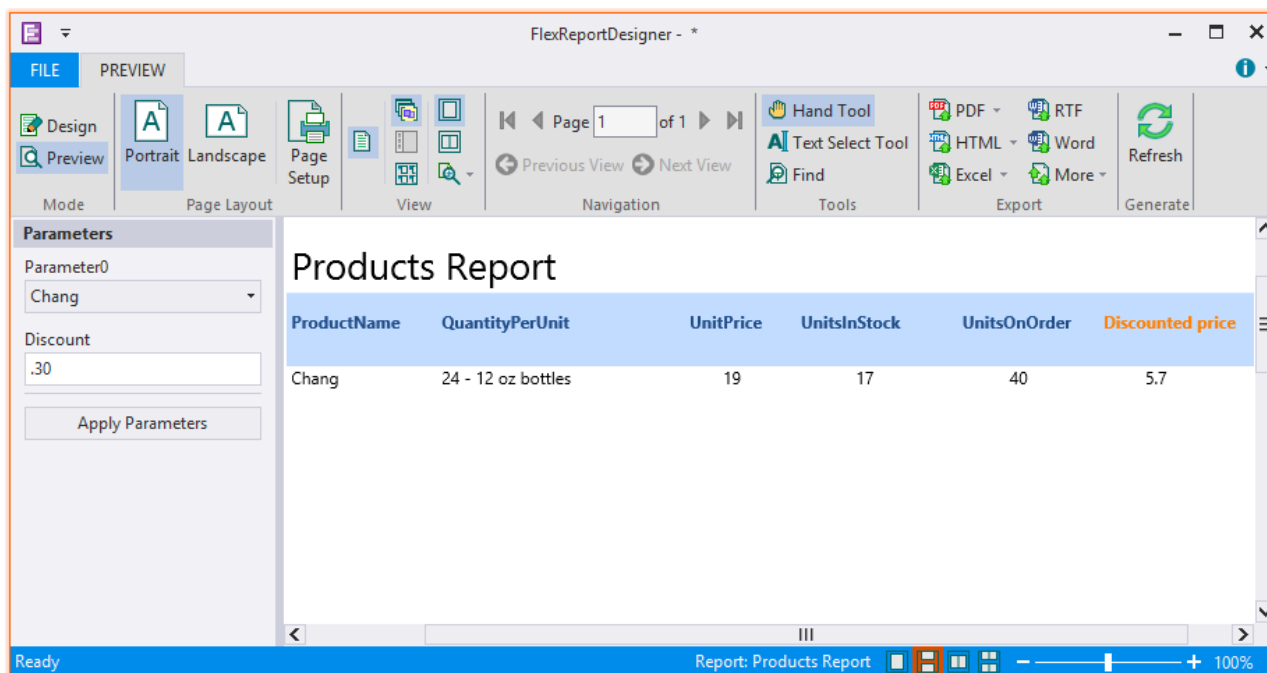 FlexReportDesigner - *
FILE PREVIEW
Design
Preview
Mode
Portrait Landscape
Page Setup
Page Layout
View
Page 1 of 1
Previous View Next View
Navigation
Hand Tool
Text Select Tool
Find
Tools
PDF RTF
HTML Word
Excel More
Export
Refresh
Generate
Parameters
Parameter0
Chang
Discount
.30
Apply Parameters
Products Report
ProductName QuantityPerUnit UnitPrice UnitsInStock UnitsOnOrder Discounted price
Chang 24 - 12 oz bottles 19 17 40 5.7
Ready Report: Products Report 100%